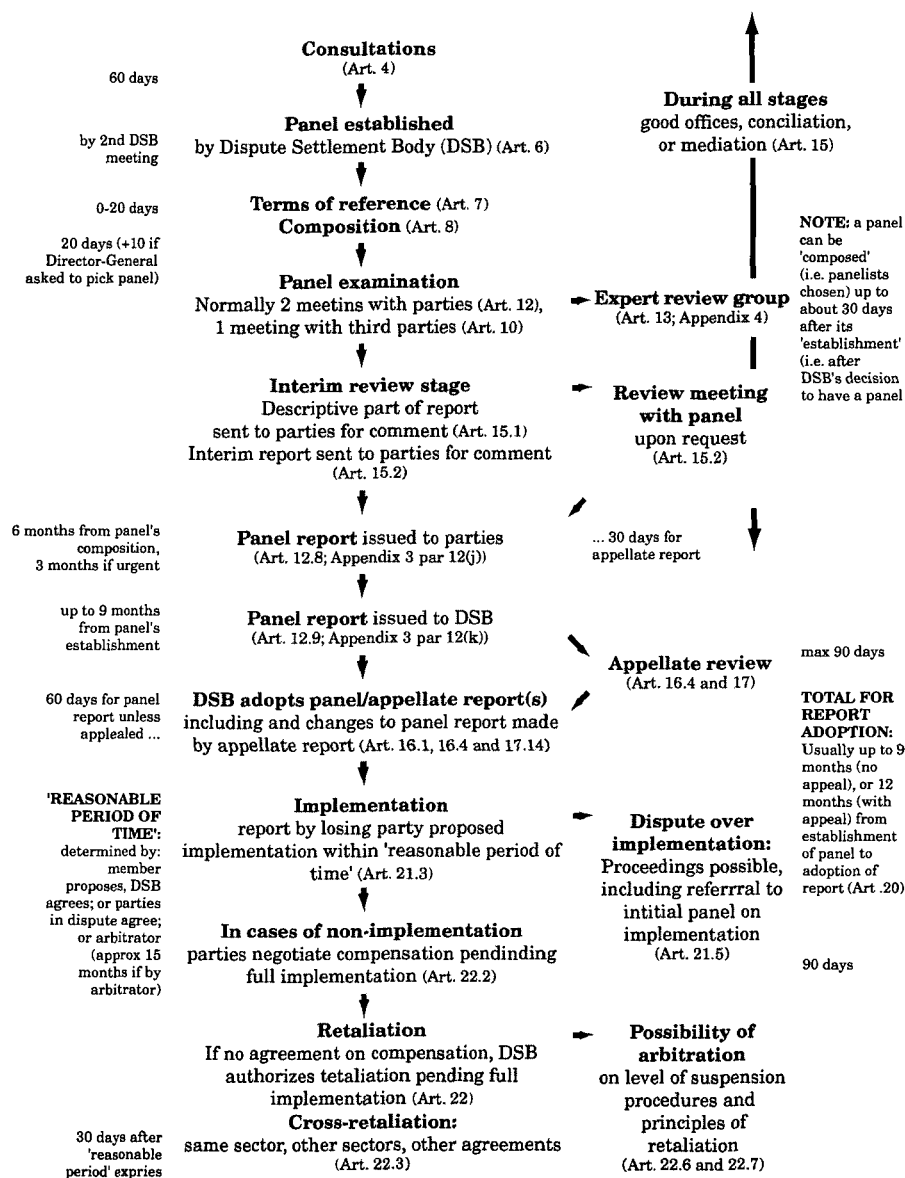 Consultations
(Art. 4)
60 days
Panel established
by Dispute Settlement Body (DSB) (Art. 6)
by 2nd DSB
meeting
During all stages
good offices, conciliation,
or mediation (Art. 15)
0-20 days
Terms of reference (Art. 7)
Composition (Art. 8)
20 days (+10 if
Director-General
asked to pick panel)
Panel examination
Normally 2 meetins with parties (Art. 12),
1 meeting with third parties (Art. 10)
Expert review group
(Art. 13; Appendix 4)
NOTE: a panel
can be
'composed'
(i.e. panelists
chosen) up to
about 30 days
after its
'establishment'
(i.e. after
DSB's decision
to have a panel
Interim review stage
Descriptive part of report
sent to parties for comment (Art. 15.1)
Interim report sent to parties for comment
(Art. 15.2)
Review meeting
with panel
upon request
(Art. 15.2)
6 months from panel's
composition,
3 months if urgent
Panel report issued to parties
(Art. 12.8; Appendix 3 par 12(j))
... 30 days for
appellate report
up to 9 months
from panel's
establishment
Panel report issued to DSB
(Art. 12.9; Appendix 3 par 12(k))
Appellate review
(Art. 16.4 and 17)
max 90 days
60 days for panel
report unless
applealed ...
DSB adopts panel/appellate report(s)
including and changes to panel report made
by appellate report (Art. 16.1, 16.4 and 17.14)
TOTAL FOR
REPORT
ADOPTION:
Usually up to 9
months (no
appeal), or 12
months (with
appeal) from
establishment
of panel to
adoption of
report (Art .20)
'REASONABLE
PERIOD OF
TIME':
determined by:
member
proposes, DSB
agrees; or parties
in dispute agree;
or arbitrator
(approx 15
months if by
arbitrator)
Implementation
report by losing party proposed
implementation within 'reasonable period of
time' (Art. 21.3)
Dispute over
implementation:
Proceedings possible,
including referrral to
intitial panel on
implementation
(Art. 21.5)
90 days
In cases of non-implementation
parties negotiate compensation pendinding
full implementation (Art. 22.2)
Retaliation
If no agreement on compensation, DSB
authorizes tetaliation pending full
implementation (Art. 22)
Cross-retaliation:
same sector, other sectors, other agreements
(Art. 22.3)
Possibility of
arbitration
on level of suspension
procedures and
principles of
retaliation
(Art. 22.6 and 22.7)
30 days after
'reasonable
period' expries